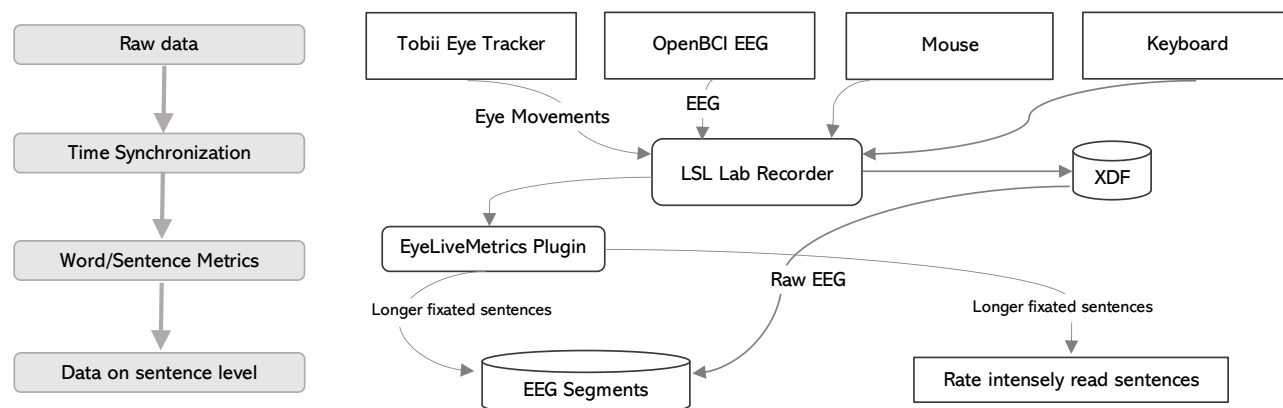 Raw data
Time Synchronization
Word/Sentence Metrics
Data on sentence level
Tobii Eye Tracker
OpenBCI EEG
Mouse
Keyboard
Eye Movements
EEG
LSL Lab Recorder
XDF
EyeLiveMetrics Plugin
Raw EEG
Longer fixated sentences
Longer fixated sentences
EEG Segments
Rate intensely read sentences